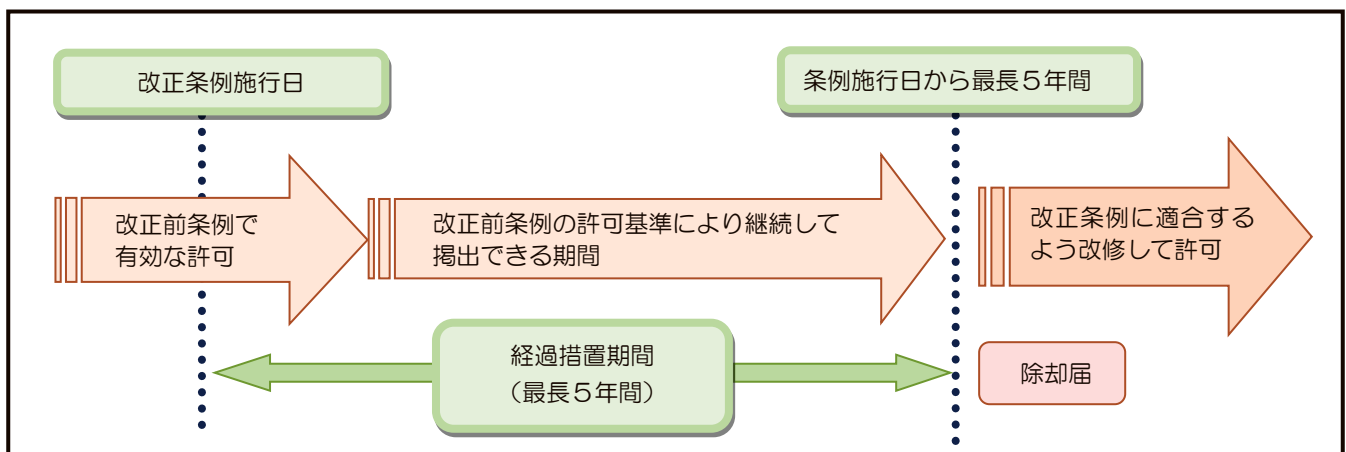 改正条例施行日
条例施行日から最長５年間
改正前条例で
有効な許可
改正前条例の許可基準により継続して
掲出できる期間
改正条例に適合する
よう改修して許可
経過措置期間
（最長５年間）
除却届